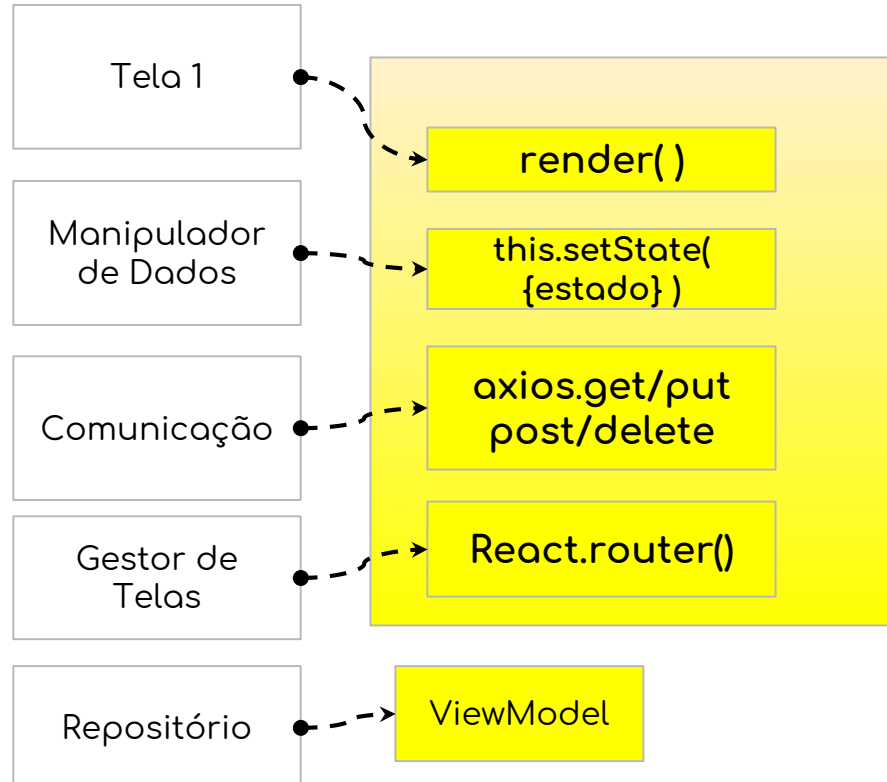 Tela 1
render( )
Manipulador
de Dados
this.setState(
{estado} )
Comunicação
axios.get/put
post/delete
Gestor de
Telas
React.router()
Repositório
ViewModel